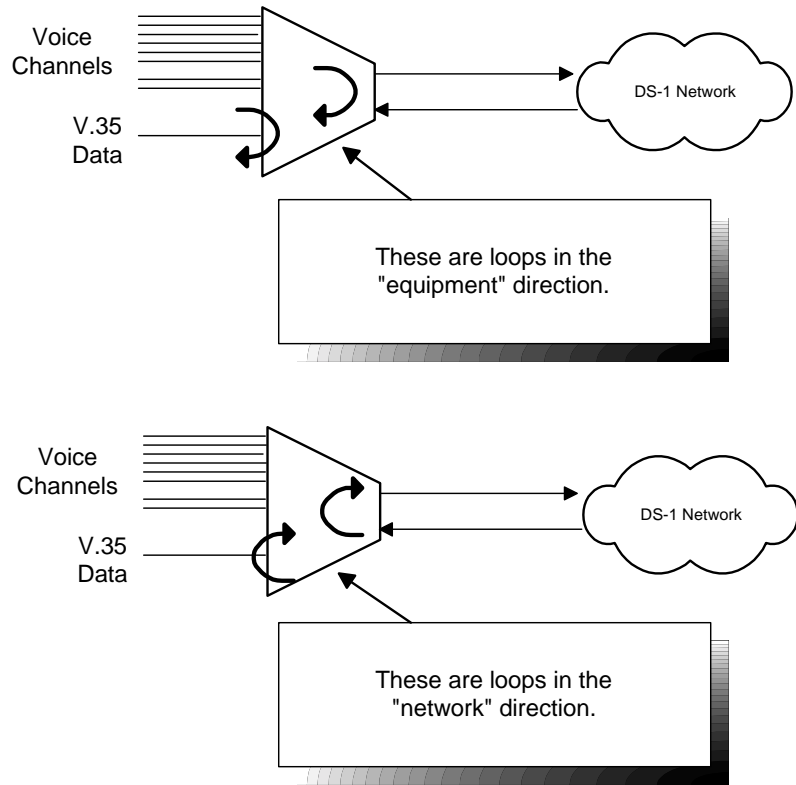 Voice
Channels
V.35
Data
DS-1 Network
These are loops in the
"equipment" direction.
Voice
Channels
V.35
Data
DS-1 Network
These are loops in the
"network" direction.